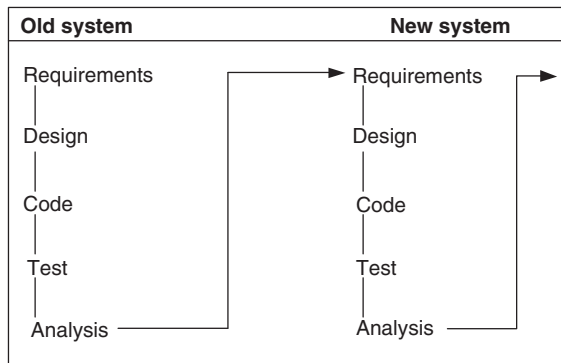 Old system New system
Requirements Requirements
Design Design
Code Code
Test Test
Analysis Analysis